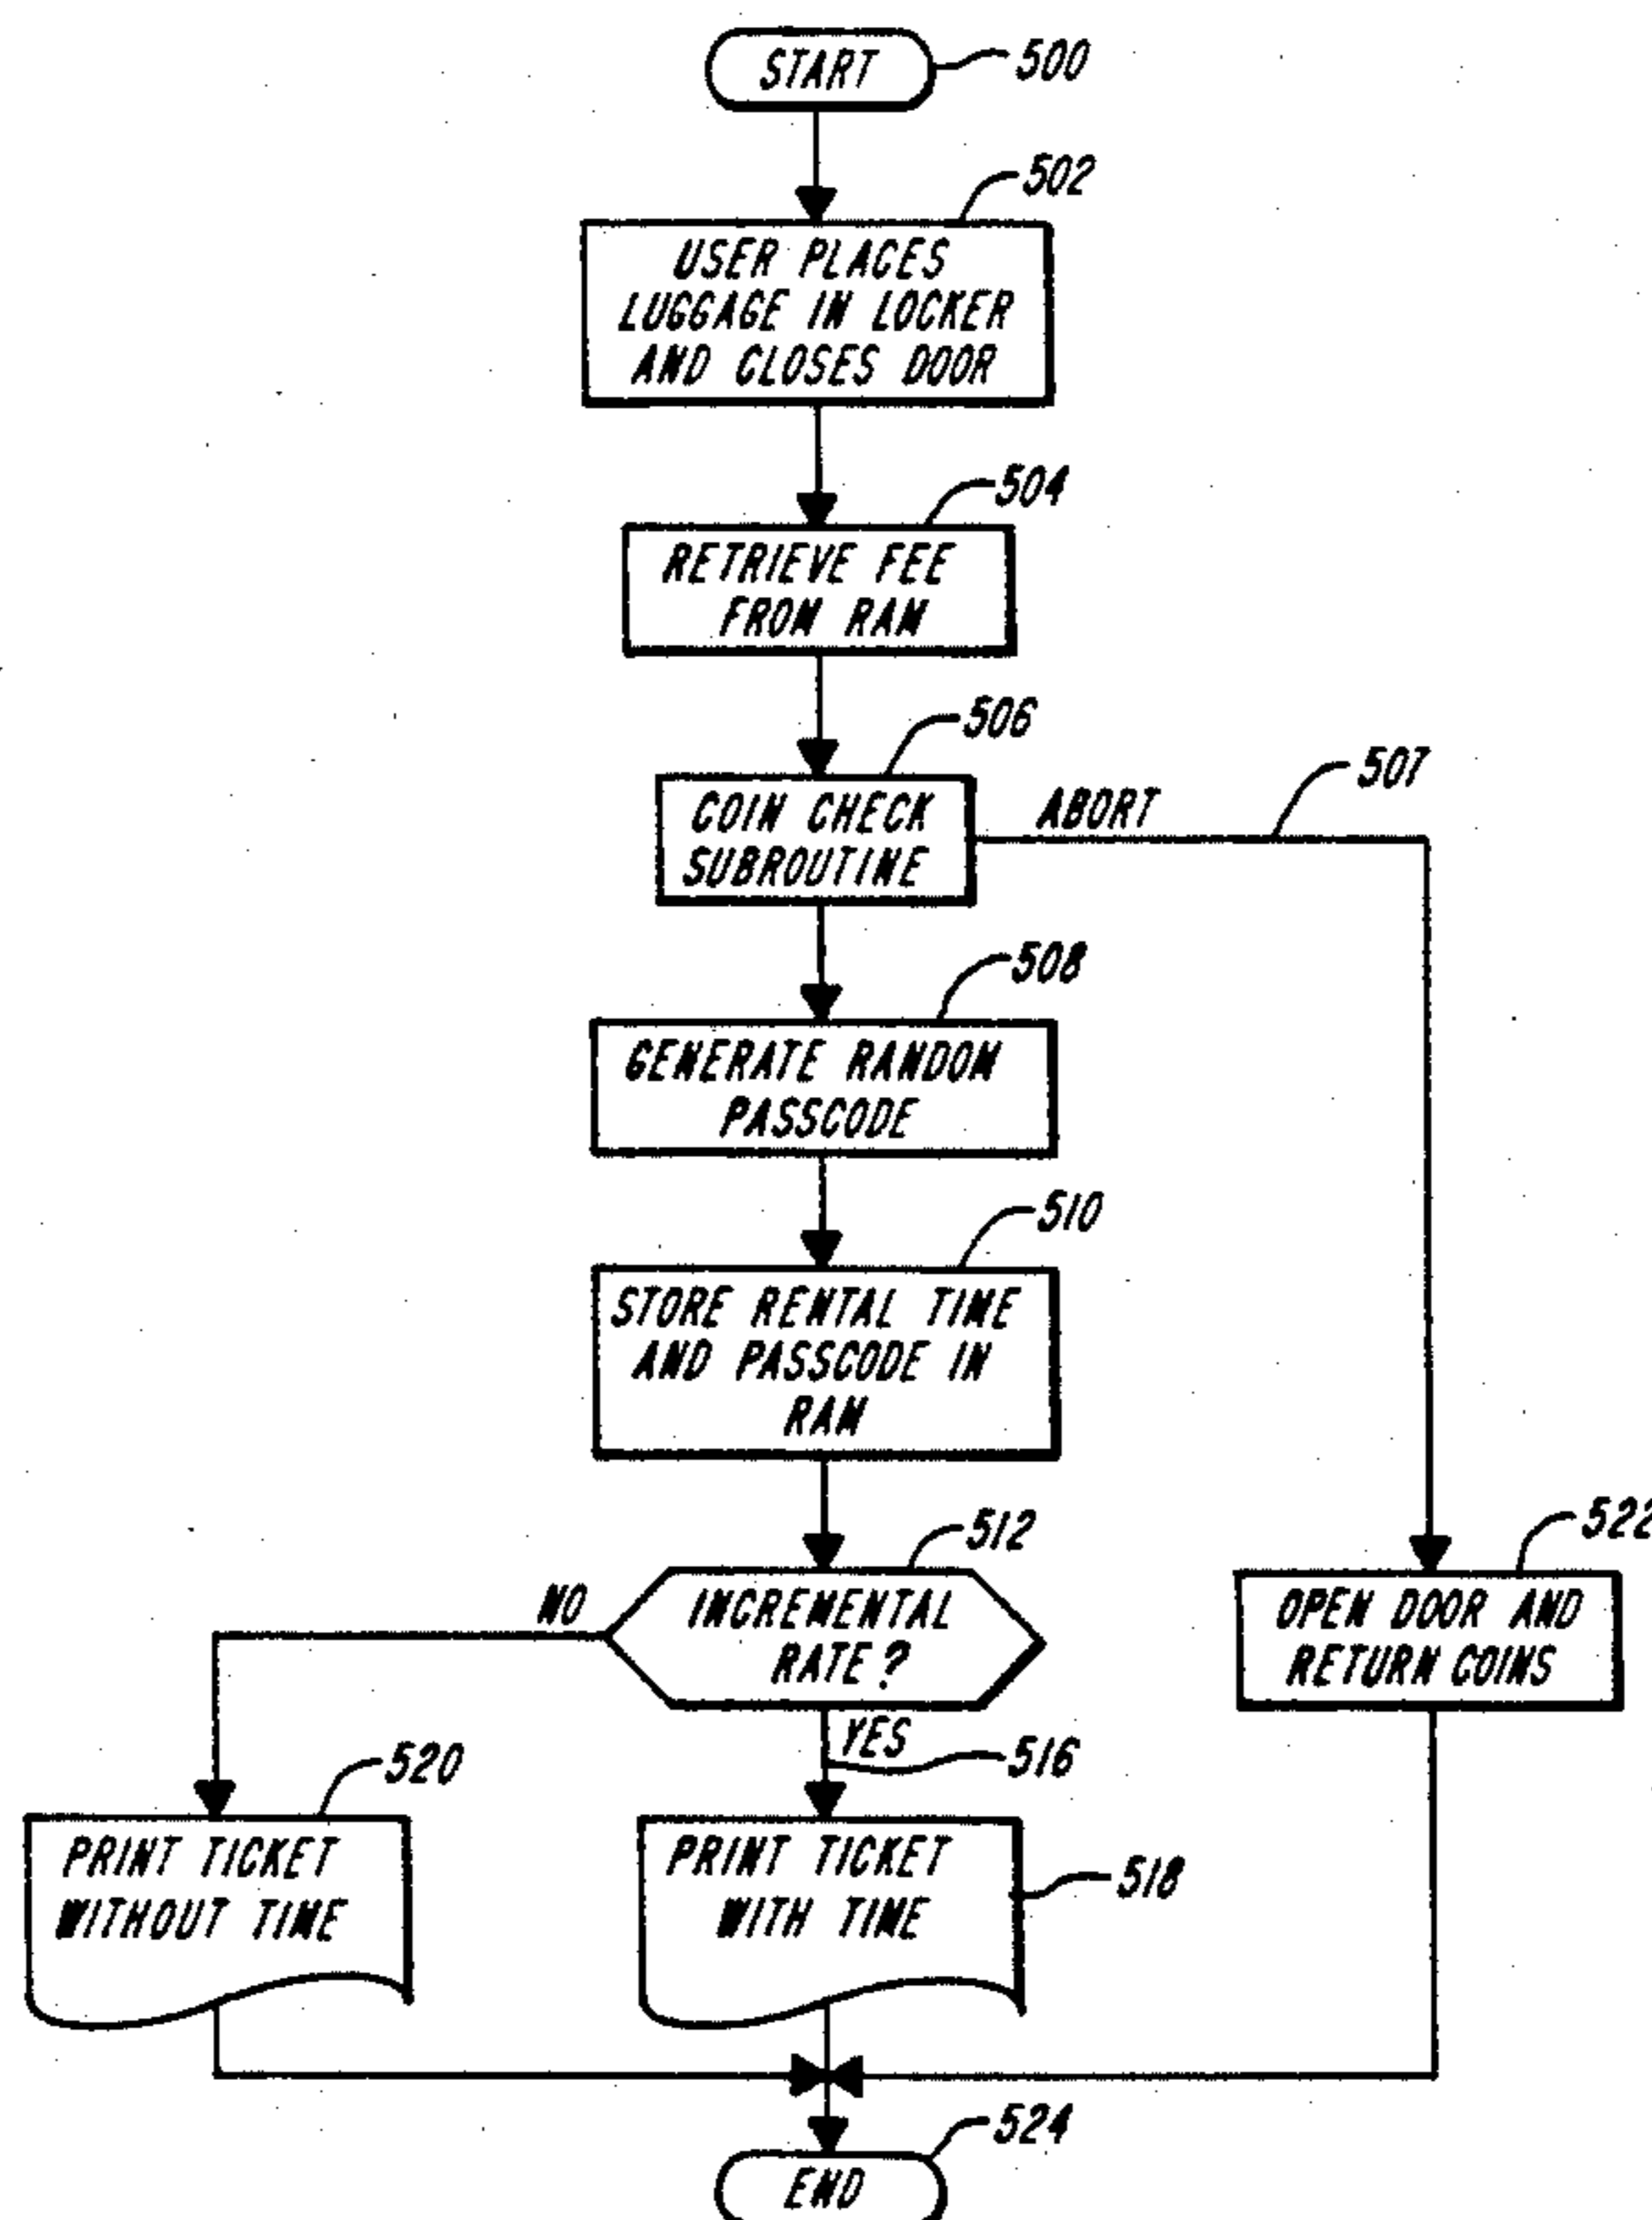 START
500
502
USER PLACES
LUGGAGE IN LOCKER
AND CLOSES DOOR
504
RETRIEVE FEE
FROM RAM
506
COIN CHECK
SUBROUTINE
ABORT
507
508
GENERATE RANDOM
PASSCODE
510
STORE RENTAL TIME
AND PASSCODE IN
RAM
512
INCREMENTAL
RATE?
NO
YES
516
522
OPEN DOOR AND
RETURN COINS
520
PRINT TICKET
WITHOUT TIME
PRINT TICKET
WITH TIME
518
524
END